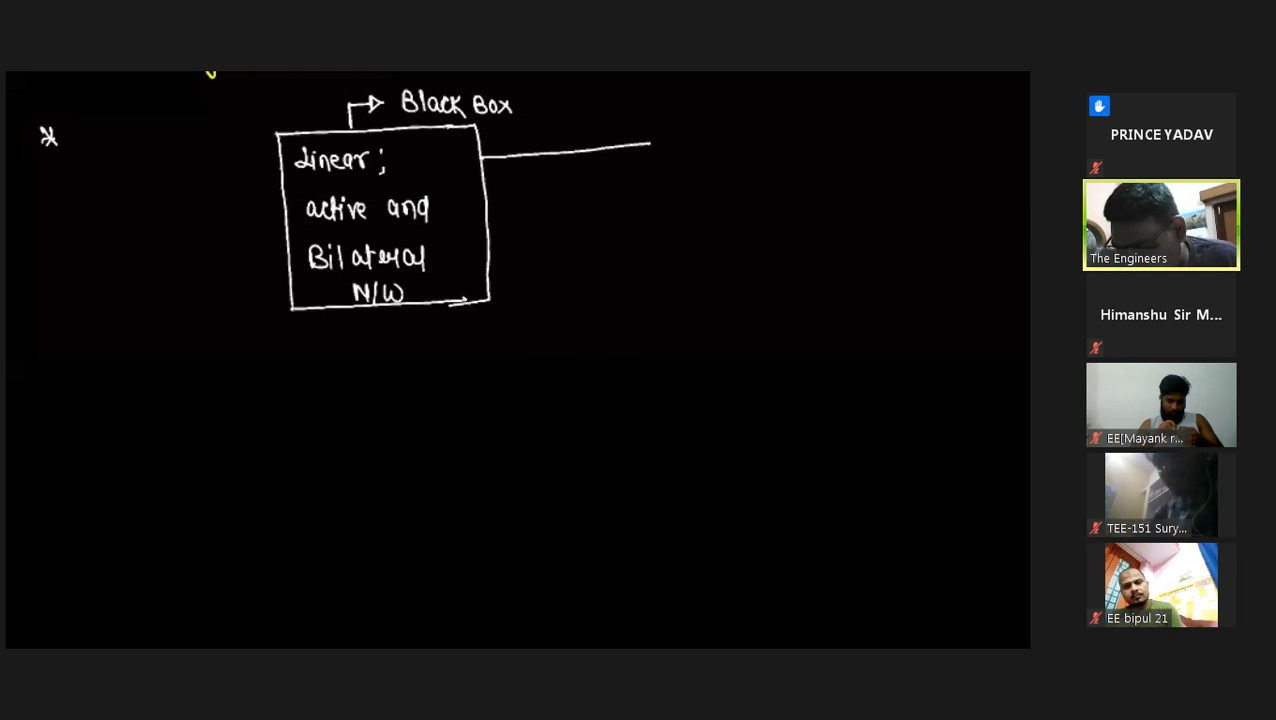 Black Box
*
Linear;
active and
Bilateral
N/W
PRINCE YADAV
The Engineers
Himanshu Sir M...
EE[Mayank r...
TEE-151 Sury...
EE bipul 21